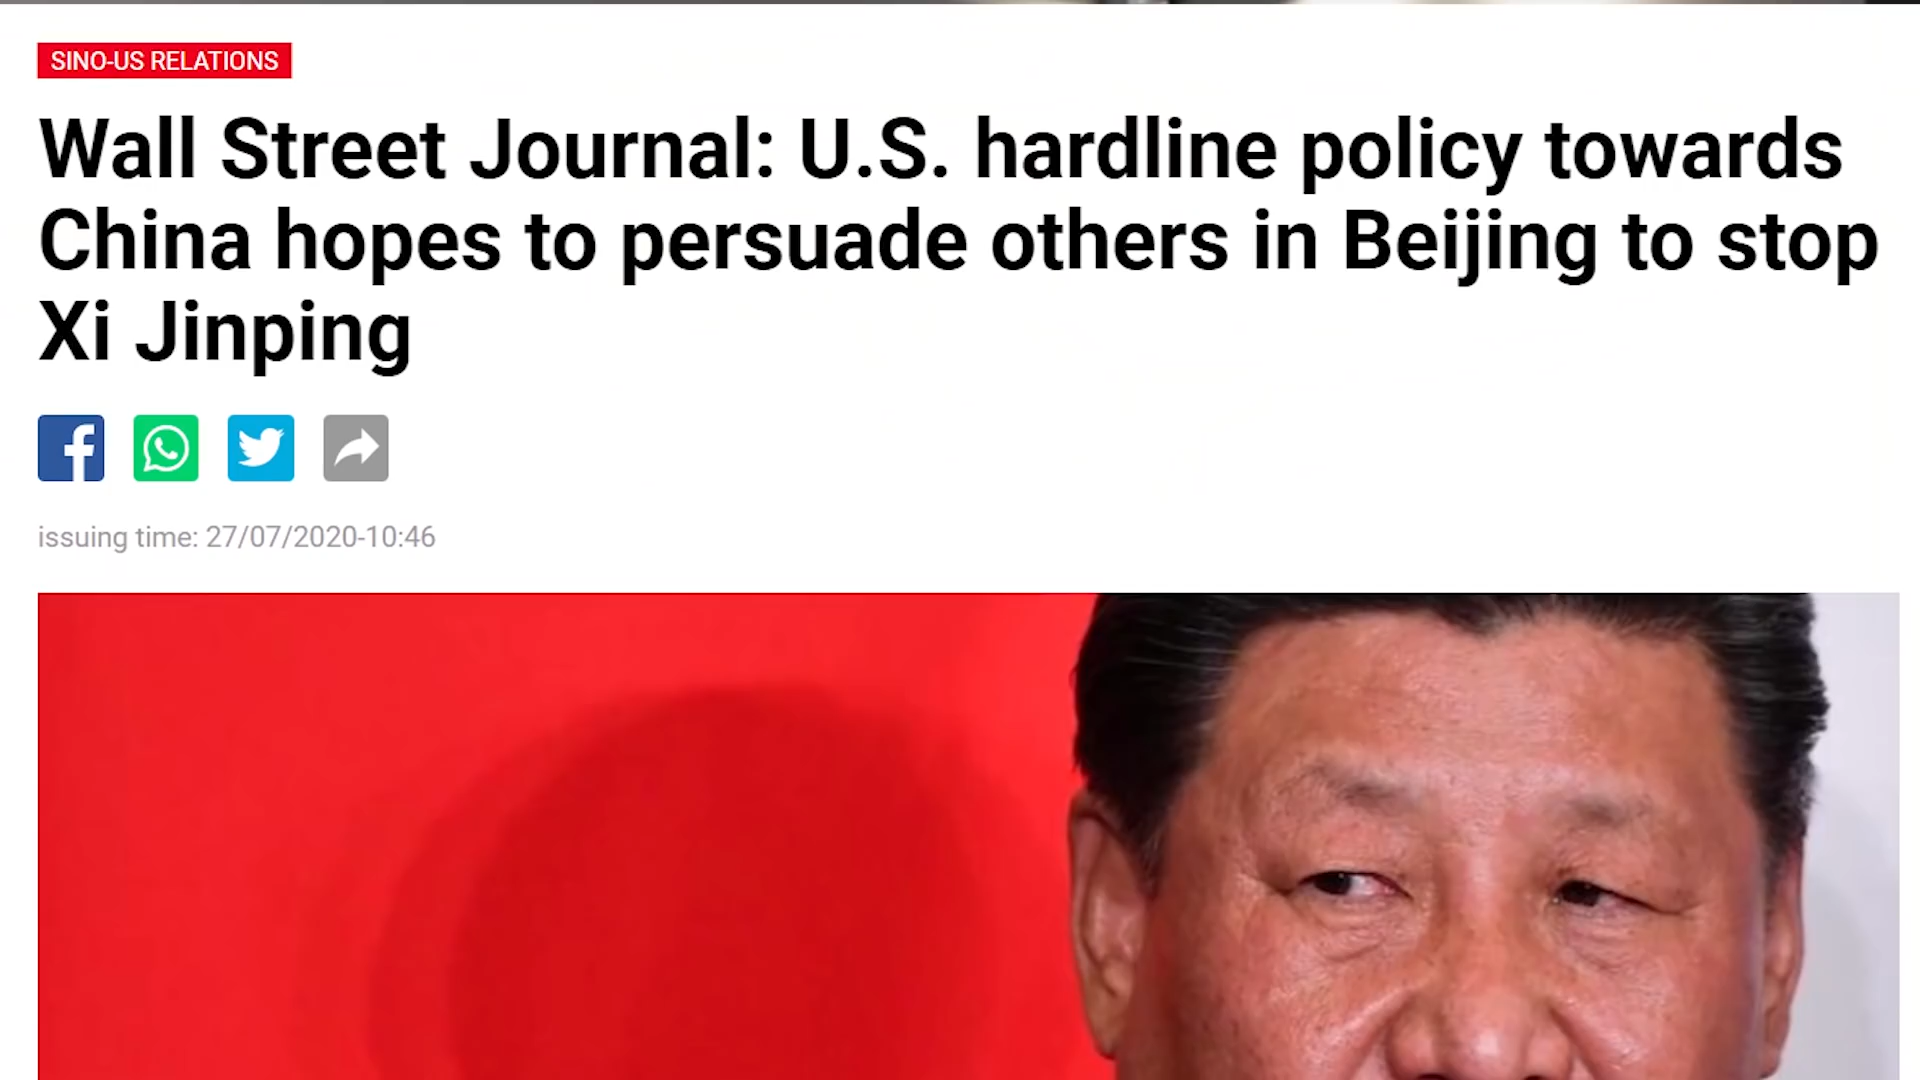 SINO-US RELATIONS
Wall Street Journal: U.S. hardline policy towards
China hopes to persuade others in Beijing to stop
Xi Jinping
issuing time: 27/07/2020-10:46